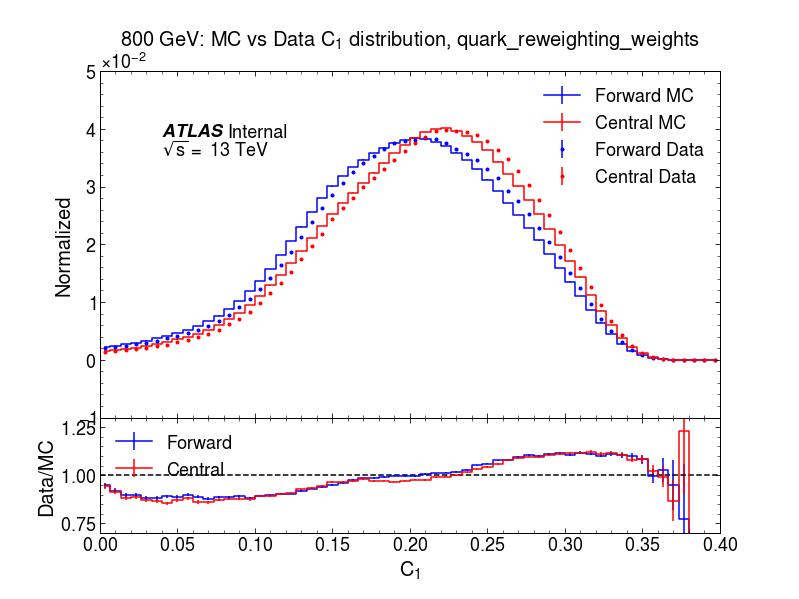 800 GeV: MC vs Data C₁ distribution, quark_reweighting_weights
×10⁻²
5
4
3
2
1
0
−1
Normalized
ATLAS Internal
√s = 13 TeV
Forward MC
Central MC
Forward Data
Central Data
1.25
1.00
0.75
Data/MC
Forward
Central
0.00 0.05 0.10 0.15 0.20 0.25 0.30 0.35 0.40
C₁